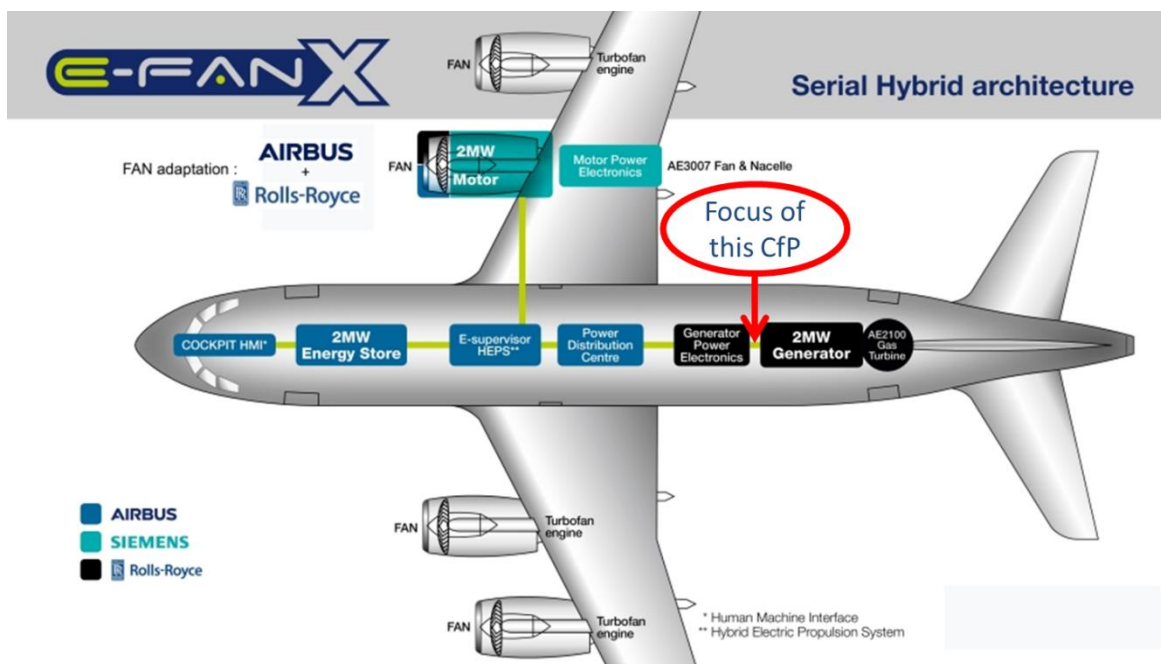 E-FAN X
Serial Hybrid architecture
FAN
Turbofan
engine
FAN adaptation :
AIRBUS
+
Rolls-Royce
FAN
2MW
Motor
Motor Power
Electronics
AE3007 Fan & Nacelle
Focus of
this CfP
COCKPIT HMI*
2MW
Energy Store
E-supervisor
HEPS**
Power
Distribution
Centre
Generator
Power
Electronics
2MW
Generator
AE2100
Gas
Turbine
FAN
Turbofan
engine
AIRBUS
SIEMENS
RR Rolls-Royce
FAN
Turbofan
engine
* Human Machine Interface
** Hybrid Electric Propulsion System